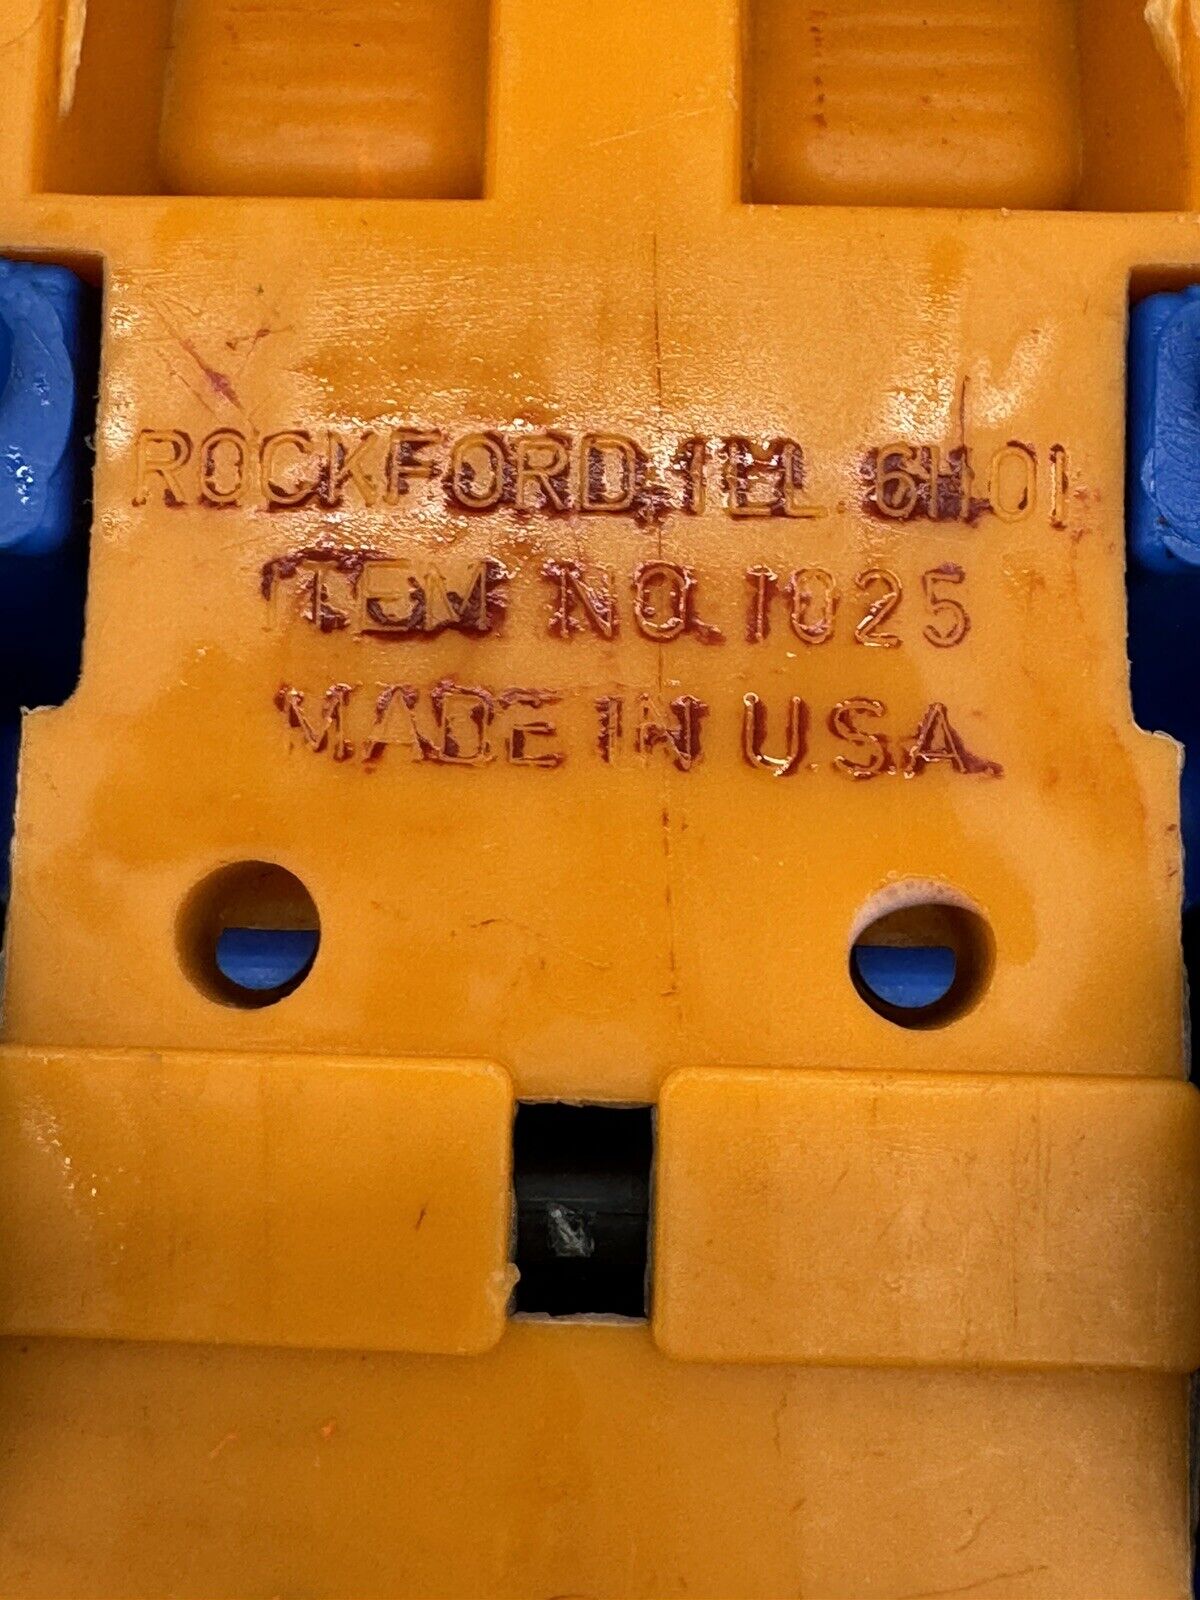 ROCKFORD, ILL. 61101
ITEM NO. 1025
MADE IN U.S.A.